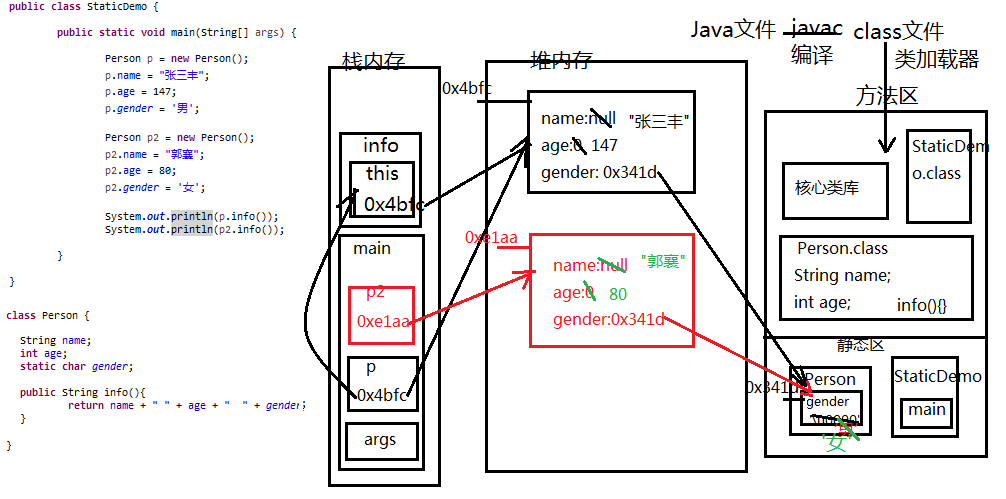 public class StaticDemo {
public static void main(String[] args) {
Person p = new Person();
p.name = "张三丰";
p.age = 147;
p.gender = '男';
Person p2 = new Person();
p2.name = "郭襄";
p2.age = 80;
p2.gender = '女';
System.out.println(p.info());
System.out.println(p2.info());
}
}
class Person {
String name;
int age;
static char gender;
public String info(){
return name + " " + age + "  " + gender;
}
}
栈内存
info
this
0x4bfc
main
p2
0xe1aa
p
0x4bfc
args
堆内存
0x4bfc
name:null "张三丰"
age:0 147
gender: 0x341d
0xe1aa
name:null "郭襄"
age:0 80
gender:0x341d
Java文件 javac class文件
编译 类加载器
方法区
核心类库
StaticDem
o.class
Person.class
String name;
int age; info(){}
静态区
0x341d
Person
gender
'\u0000'
'女'
StaticDemo
main